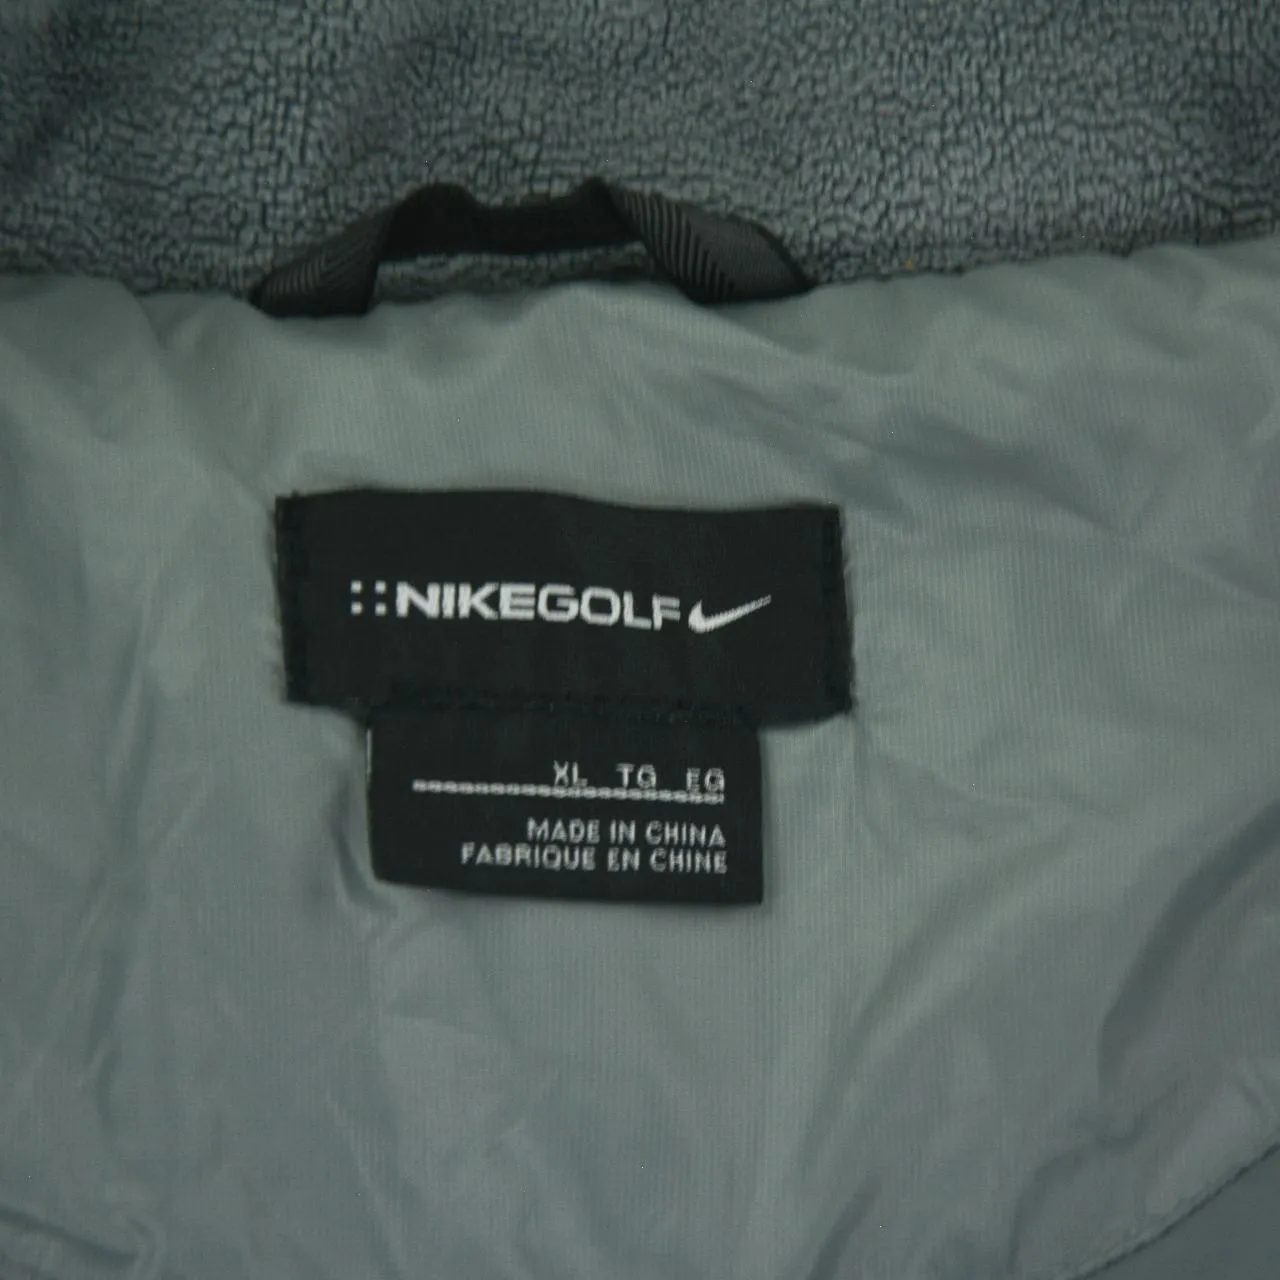 NIKEGOLF
XL TG EG
MADE IN CHINA
FABRIQUE EN CHINE